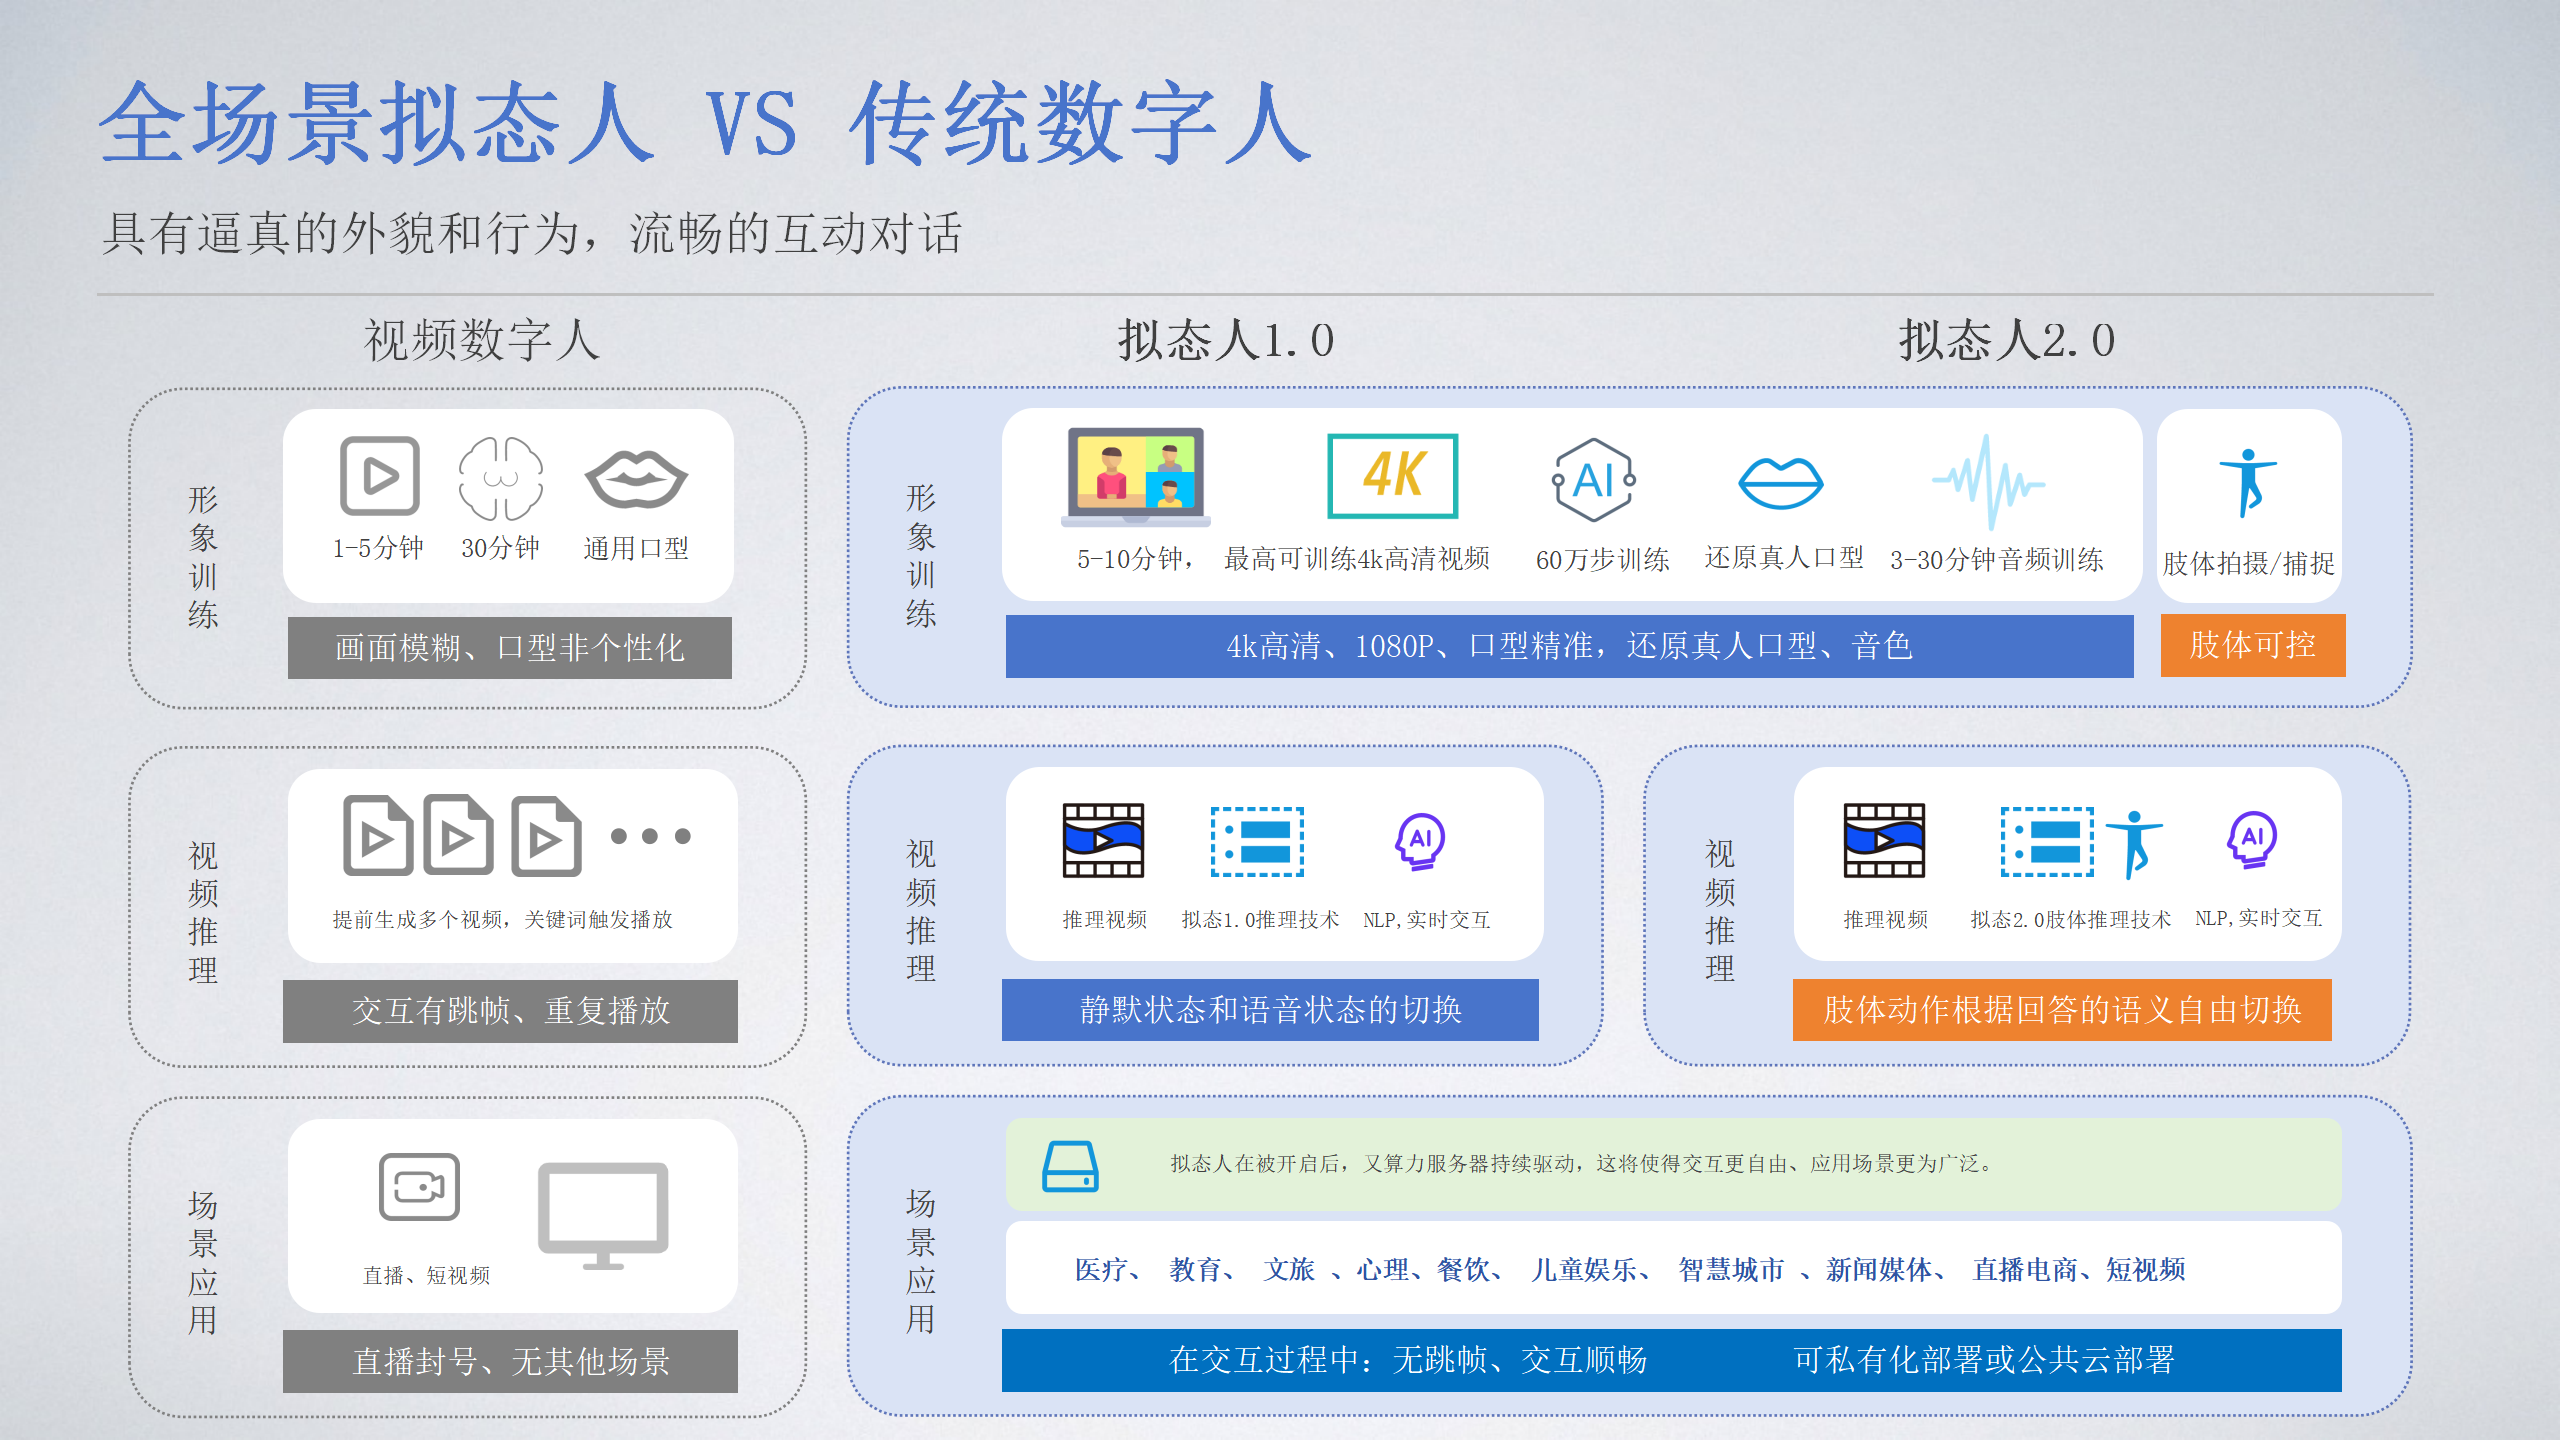 全场景拟态人 VS 传统数字人
具有逼真的外貌和行为，流畅的互动对话
视频数字人
拟态人1.0
拟态人2.0
形象训练
1-5分钟
30分钟
通用口型
画面模糊、口型非个性化
形象训练
4K
AI
5-10分钟，
最高可训练4k高清视频
60万步训练
还原真人口型
3-30分钟音频训练
肢体拍摄/捕捉
4k高清、1080P、口型精准，还原真人口型、音色
肢体可控
视频推理
提前生成多个视频，关键词触发播放
交互有跳帧、重复播放
视频推理
AI
推理视频
拟态1.0推理技术
NLP,实时交互
静默状态和语音状态的切换
视频推理
AI
推理视频
拟态2.0肢体推理技术
NLP,实时交互
肢体动作根据回答的语义自由切换
场景应用
直播、短视频
直播封号、无其他场景
场景应用
拟态人在被开启后，又算力服务器持续驱动，这将使得交互更自由、应用场景更为广泛。
医疗、 教育、 文旅 、心理、餐饮、 儿童娱乐、 智慧城市 、新闻媒体、 直播电商、短视频
在交互过程中：无跳帧、交互顺畅
可私有化部署或公共云部署